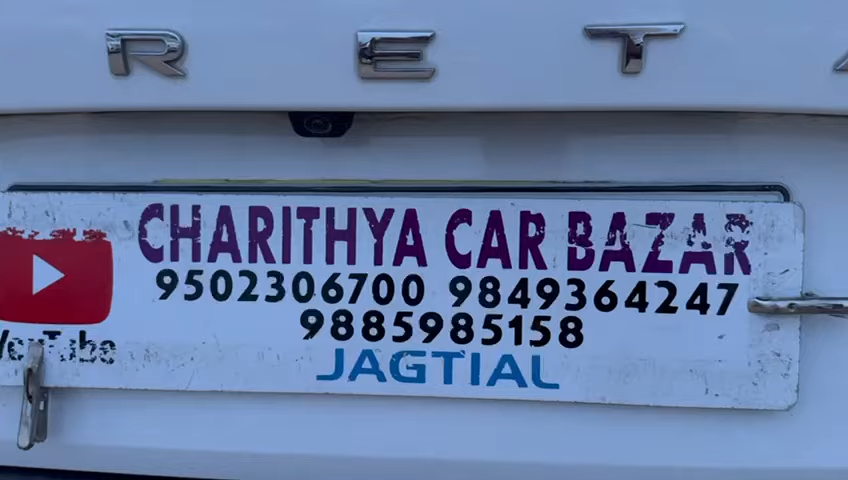 RETA
CHARITHYA CAR BAZAR
9502306700 9849364247
9885985158
YouTube
JAGTIAL